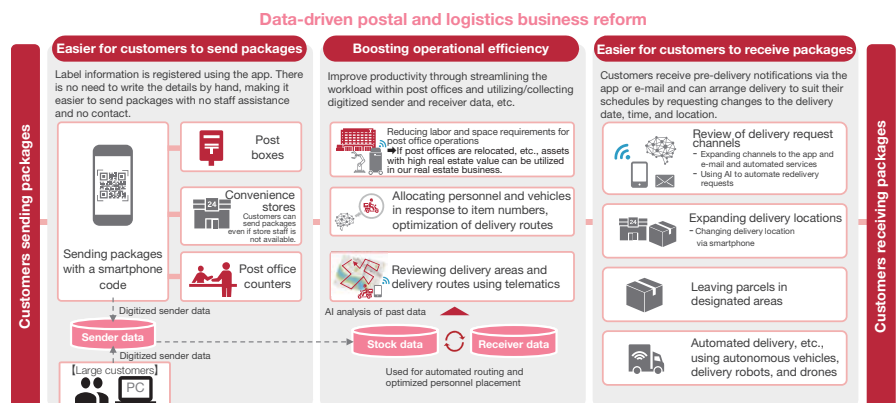 Data-driven postal and logistics business reform
Customers sending packages
Easier for customers to send packages
Label information is registered using the app. There
is no need to write the details by hand, making it
easier to send packages with no staff assistance
and no contact.
Sending packages
with a smartphone
code
Post
boxes
24
Convenience
stores
Customers can
send packages
even if store staff is
not available.
Post office
counters
Digitized sender data
Sender data
Digitized sender data
【Large customers】
PC
Boosting operational efficiency
Improve productivity through streamlining the
workload within post offices and utilizing/collecting
digitized sender and receiver data, etc.
Reducing labor and space requirements for
post office operations
➡If post offices are relocated, etc., assets
with high real estate value can be utilized
in our real estate business.
Allocating personnel and vehicles
in response to item numbers,
optimization of delivery routes
Reviewing delivery areas and
delivery routes using telematics
AI analysis of past data
Stock data
Receiver data
Used for automated routing and
optimized personnel placement
Easier for customers to receive packages
Customers receive pre-delivery notifications via the
app or e-mail and can arrange delivery to suit their
schedules by requesting changes to the delivery
date, time, and location.
Review of delivery request
channels
- Expanding channels to the app and
e-mail and automated services
- Using AI to automate redelivery
requests
24
Expanding delivery locations
- Changing delivery location
via smartphone
Leaving parcels in
designated areas
Automated delivery, etc.,
using autonomous vehicles,
delivery robots, and drones
Customers receiving packages